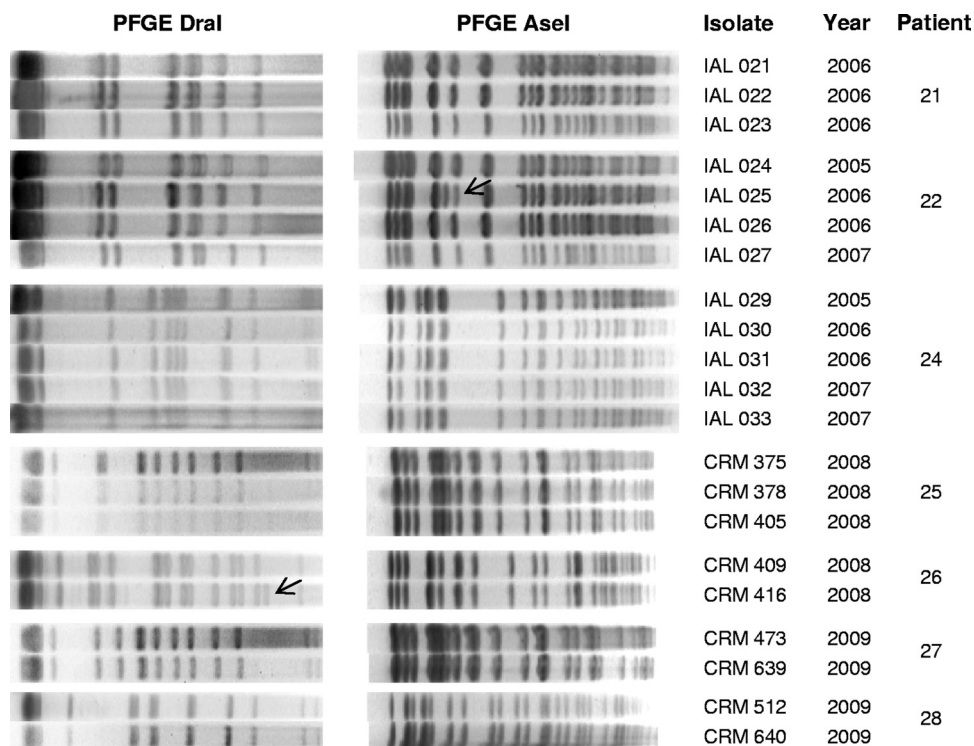 PFGE DraI PFGE AseI Isolate Year Patient
IAL 021 2006
IAL 022 2006 21
IAL 023 2006
IAL 024 2005
IAL 025 2006
22
IAL 026 2006
IAL 027 2007
IAL 029 2005
IAL 030 2006
IAL 031 2006 24
IAL 032 2007
IAL 033 2007
CRM 375 2008
CRM 378 2008 25
CRM 405 2008
CRM 409 2008
26
CRM 416 2008
CRM 473 2009
27
CRM 639 2009
CRM 512 2009
28
CRM 640 2009